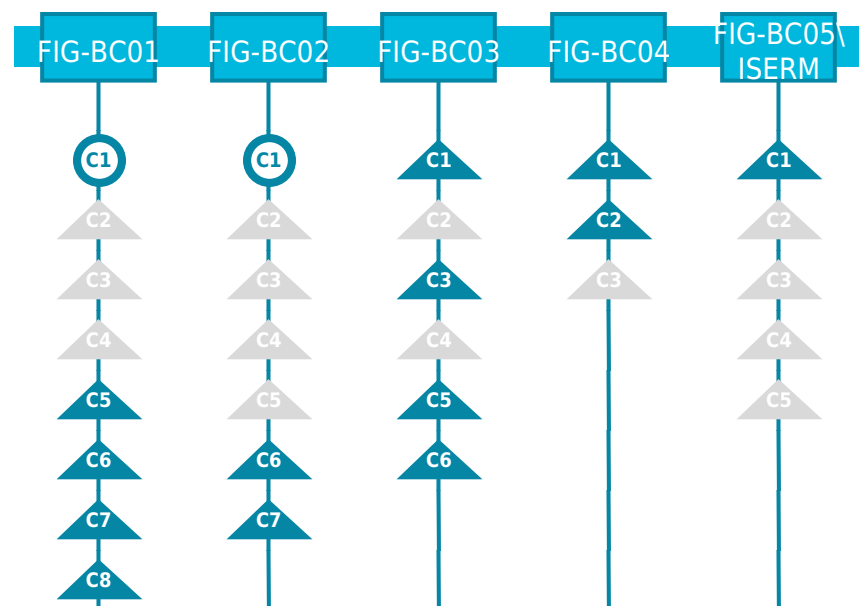 FIG-BC01
FIG-BC02
FIG-BC03
FIG-BC04
FIG-BC05\
ISERM
C1
C1
C1
C1
C1
C2
C2
C2
C2
C2
C3
C3
C3
C3
C3
C4
C4
C4
C4
C5
C5
C5
C5
C6
C6
C6
C7
C7
C8